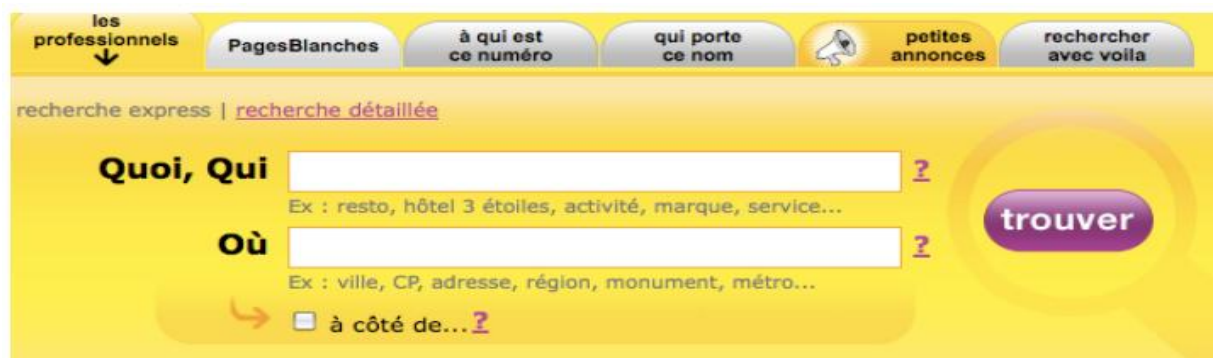 les professionnels
PagesBlanches
à qui est ce numéro
qui porte ce nom
petites annonces
rechercher avec voila
recherche express | recherche détaillée
Quoi, Qui ?
Ex : resto, hôtel 3 étoiles, activité, marque, service...
trouver
Où ?
Ex : ville, CP, adresse, région, monument, métro...
à côté de...?